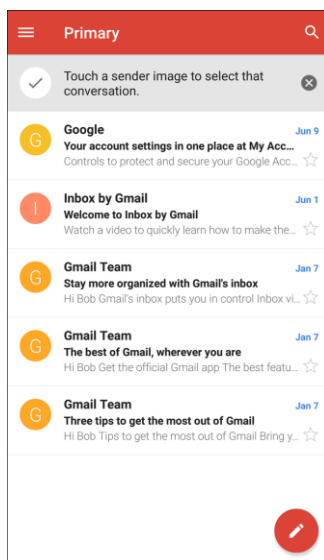 Primary
Touch a sender image to select that
conversation.
G
Google
Jun 9
Your account settings in one place at My Acc...
Controls to protect and secure your Google Acc...
I
Inbox by Gmail
Jun 1
Welcome to Inbox by Gmail
Watch a video to quickly learn how to make the...
G
Gmail Team
Jan 7
Stay more organized with Gmail's inbox
Hi Bob Gmail's inbox puts you in control Inbox vi...
G
Gmail Team
Jan 7
The best of Gmail, wherever you are
Hi Bob Get the official Gmail app The best featu...
G
Gmail Team
Jan 7
Three tips to get the most out of Gmail
Hi Bob Tips to get the most out of Gmail Bring y...